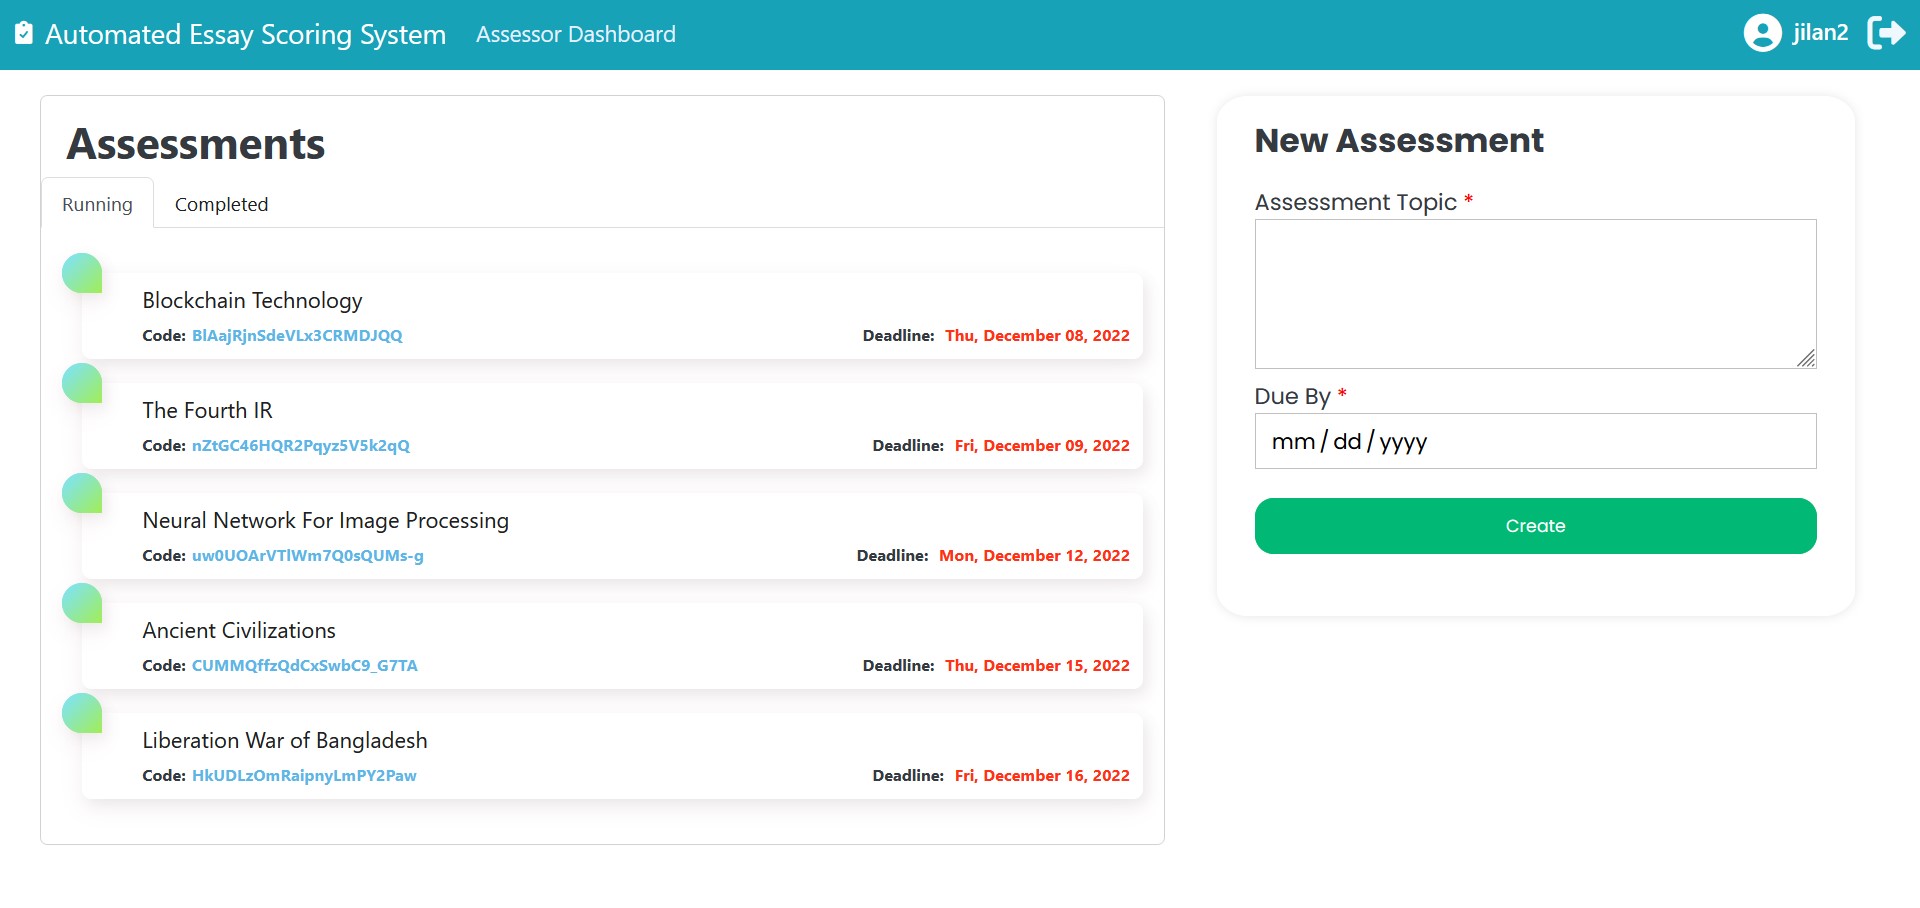 Automated Essay Scoring System Assessor Dashboard jilan2
Assessments
Running Completed
Blockchain Technology
Code: BlAajRjnSdeVLx3CRMDJQQ Deadline: Thu, December 08, 2022
The Fourth IR
Code: nZtGC46HQR2Pqyz5V5k2qQ Deadline: Fri, December 09, 2022
Neural Network For Image Processing
Code: uw0UOArVTlWm7Q0sQUMs-g Deadline: Mon, December 12, 2022
Ancient Civilizations
Code: CUMMQffzQdCxSwbC9_G7TA Deadline: Thu, December 15, 2022
Liberation War of Bangladesh
Code: HkUDLzOmRaipnyLmPY2Paw Deadline: Fri, December 16, 2022
New Assessment
Assessment Topic *
Due By *
mm/dd/yyyy
Create